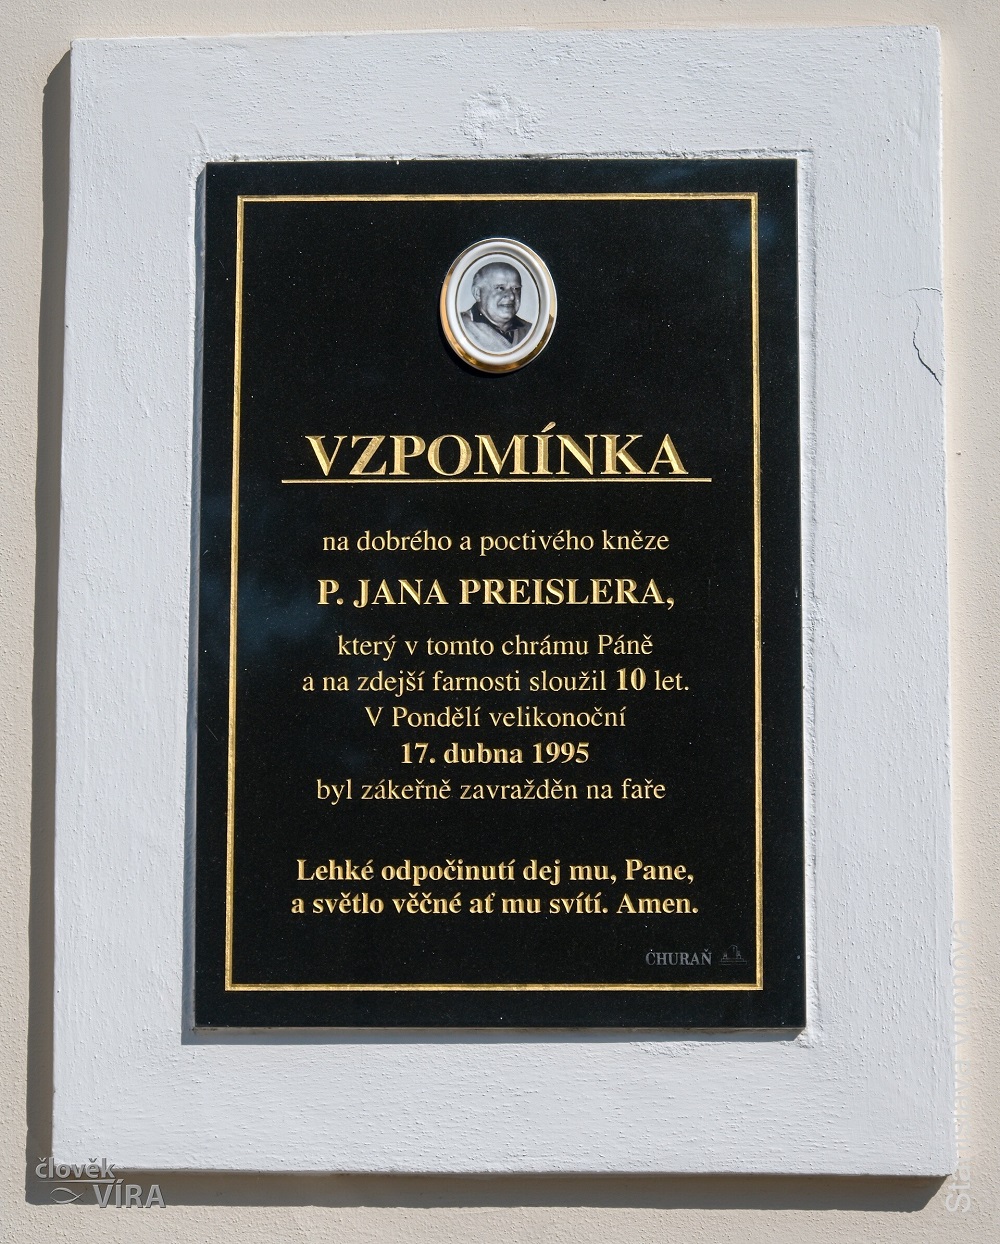 VZPOMÍNKA
na dobrého a poctivého kněze
P. JANA PREISLERA,
který v tomto chrámu Páně
a na zdejší farnosti sloužil 10 let.
V Pondělí velikonoční
17. dubna 1995
byl zákeřně zavražděn na faře
Lehké odpočinutí dej mu, Pane,
a světlo věčné ať mu svítí. Amen.
CHURAŇ
člověk
VÍRA